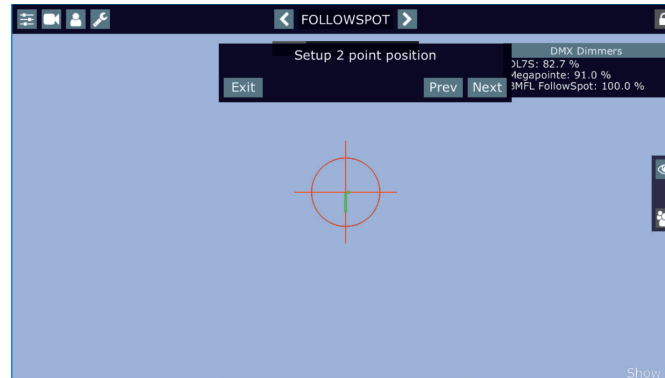 FOLLOWSPOT
Setup 2 point position
Exit
Prev
Next
DMX Dimmers
DL7S: 82.7 %
Megapointe: 91.0 %
BMFL FollowSpot: 100.0 %
Show